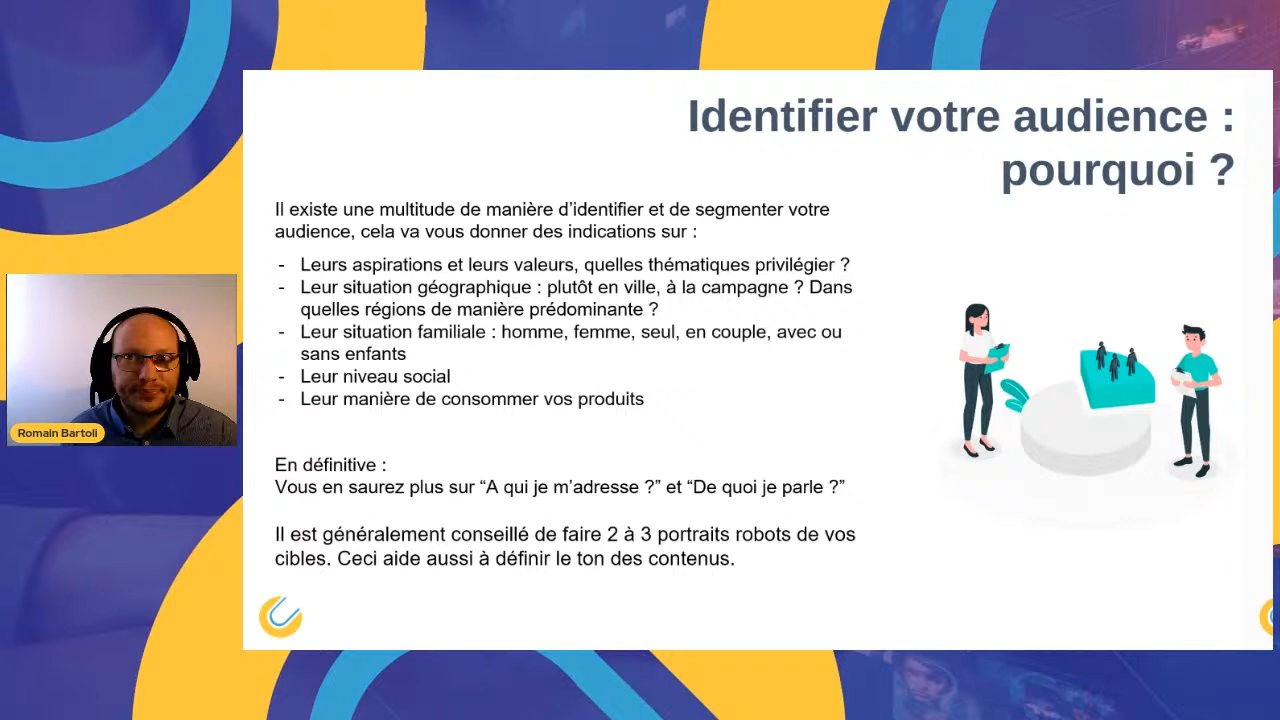 Identifier votre audience :
pourquoi ?
Il existe une multitude de manière d’identifier et de segmenter votre
audience, cela va vous donner des indications sur :
- Leurs aspirations et leurs valeurs, quelles thématiques privilégier ?
- Leur situation géographique : plutôt en ville, à la campagne ? Dans
quelles régions de manière prédominante ?
- Leur situation familiale : homme, femme, seul, en couple, avec ou
sans enfants
- Leur niveau social
- Leur manière de consommer vos produits
En définitive :
Vous en saurez plus sur “A qui je m’adresse ?” et “De quoi je parle ?”
Il est généralement conseillé de faire 2 à 3 portraits robots de vos
cibles. Ceci aide aussi à définir le ton des contenus.
Romain Bartoli